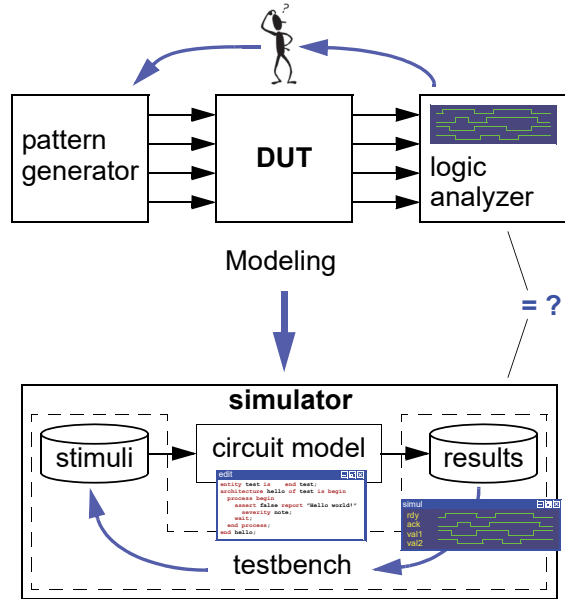 ?
pattern
generator
DUT
logic
analyzer
Modeling
= ?
simulator
stimuli
circuit model
results
edit
entity test is    end test;
architecture hello of test is begin
process begin
assert false report "Hello world!"
severity note;
wait;
end process;
end hello;
simul
rdy
ack
val1
val2
testbench